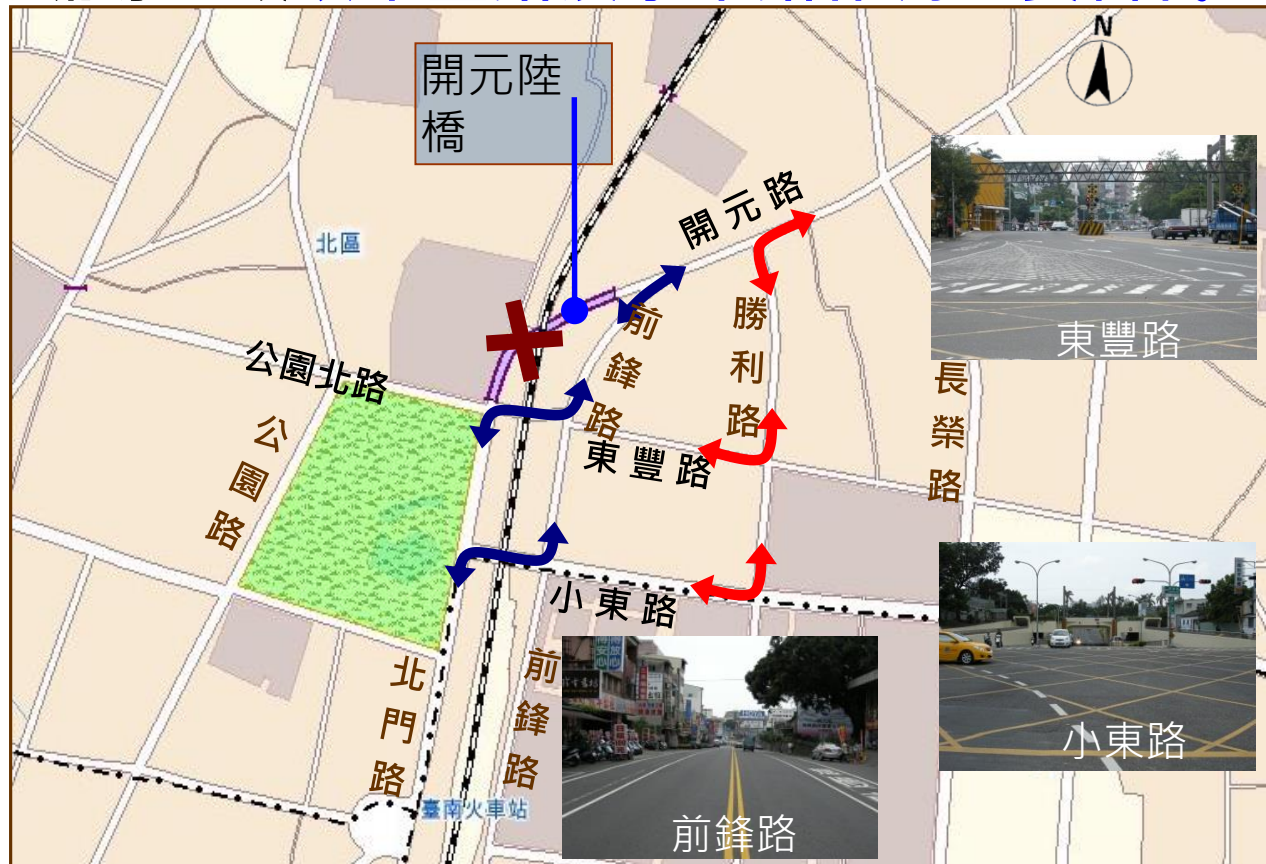 N
開元陸
橋
開元路
北區
公園北路
前鋒路
勝利路
東豐路
長榮路
公園路
東豐路
小東路
北門路
前鋒路
小東路
臺南火車站
前鋒路